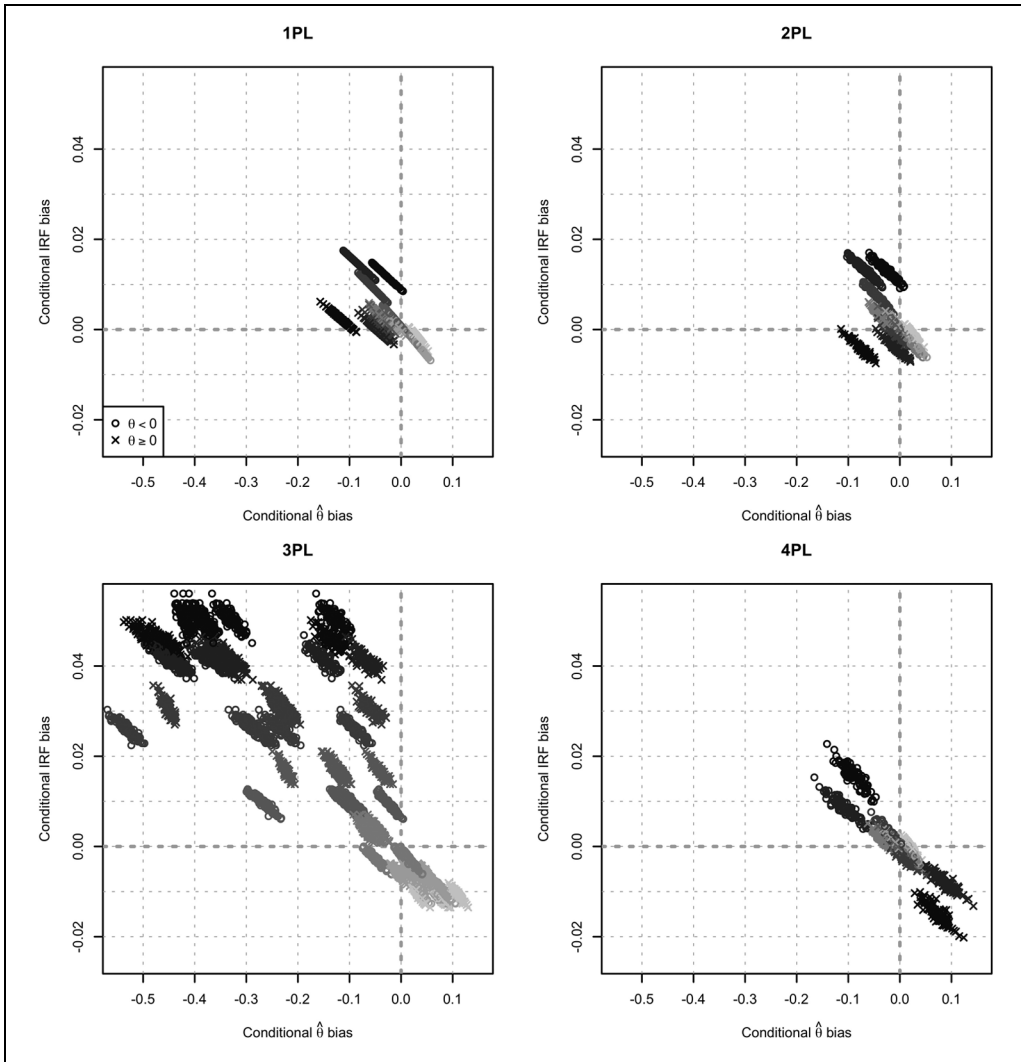 1PL
0.04
0.02
0.00
-0.02
Conditional IRF bias
θ < 0
θ ≥ 0
-0.5 -0.4 -0.3 -0.2 -0.1 0.0 0.1
Conditional θ̂ bias
2PL
0.04
0.02
0.00
-0.02
Conditional IRF bias
-0.5 -0.4 -0.3 -0.2 -0.1 0.0 0.1
Conditional θ̂ bias
3PL
0.04
0.02
0.00
-0.02
Conditional IRF bias
-0.5 -0.4 -0.3 -0.2 -0.1 0.0 0.1
Conditional θ̂ bias
4PL
0.04
0.02
0.00
-0.02
Conditional IRF bias
-0.5 -0.4 -0.3 -0.2 -0.1 0.0 0.1
Conditional θ̂ bias